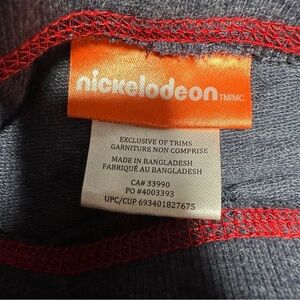 nickelodeon TM/MC
EXCLUSIVE OF TRIMS
GARNITURE NON COMPRISE
MADE IN BANGLADESH
FABRIQUÉ AU BANGLADESH
CA# 33990
PO #4003393
UPC/CUP 693401827675